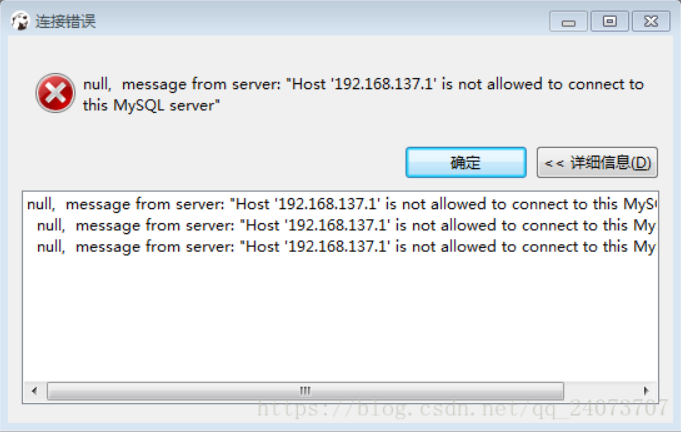 连接错误
null,  message from server: "Host '192.168.137.1' is not allowed to connect to
this MySQL server"
确定
<< 详细信息(D)
null,  message from server: "Host '192.168.137.1' is not allowed to connect to this MyS
null,  message from server: "Host '192.168.137.1' is not allowed to connect to this My
null,  message from server: "Host '192.168.137.1' is not allowed to connect to this My
https://blog.csdn.net/qq_24073707